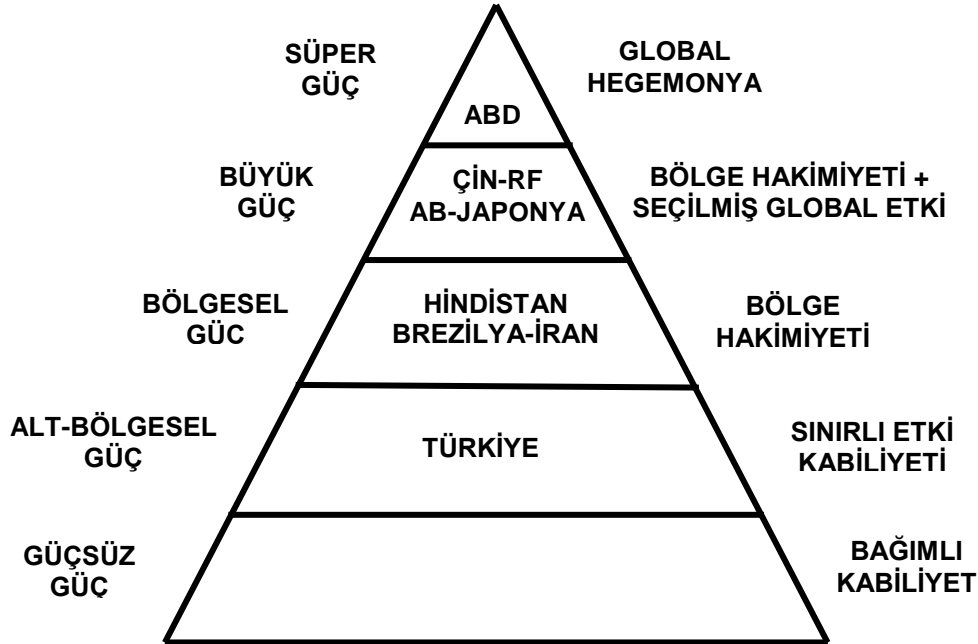 SÜPER
GÜÇ
GLOBAL
HEGEMONYA
ABD
BÜYÜK
GÜÇ
ÇİN-RF
AB-JAPONYA
BÖLGE HAKİMİYETİ +
SEÇİLMİŞ GLOBAL ETKİ
BÖLGESEL
GÜC
HİNDİSTAN
BREZİLYA-İRAN
BÖLGE
HAKİMİYETİ
ALT-BÖLGESEL
GÜÇ
TÜRKİYE
SINIRLI ETKİ
KABİLİYETİ
GÜÇSÜZ
GÜÇ
BAĞIMLI
KABİLİYET